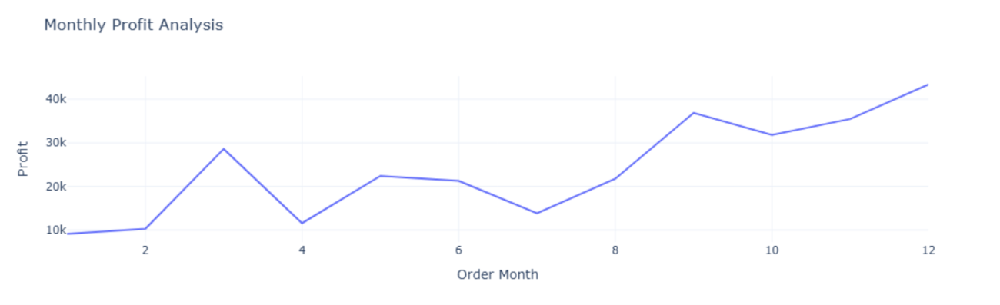 Monthly Profit Analysis
40k
30k
20k
10k
Profit
2 4 6 8 10 12
Order Month